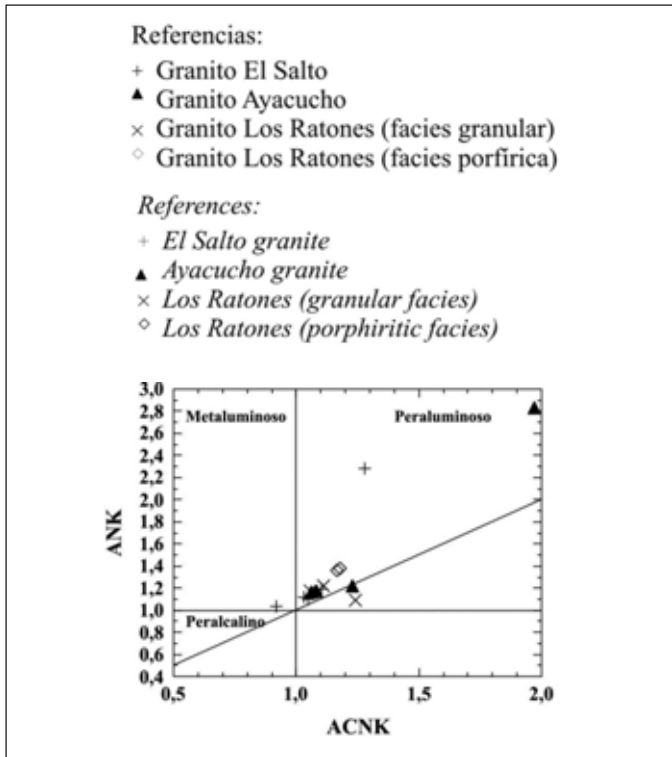 Referencias:
+ Granito El Salto
▲ Granito Ayacucho
× Granito Los Ratones (facies granular)
◇ Granito Los Ratones (facies porfírica)
References:
+ El Salto granite
▲ Ayacucho granite
× Los Ratones (granular facies)
◇ Los Ratones (porphiritic facies)
3,0
2,8
2,6
2,4
2,2
2,0
1,8
1,6
1,4
1,2
1,0
0,8
0,6
0,4
ANK
Metaluminoso
Peraluminoso
Peralcalino
0,5
1,0
1,5
2,0
ACNK